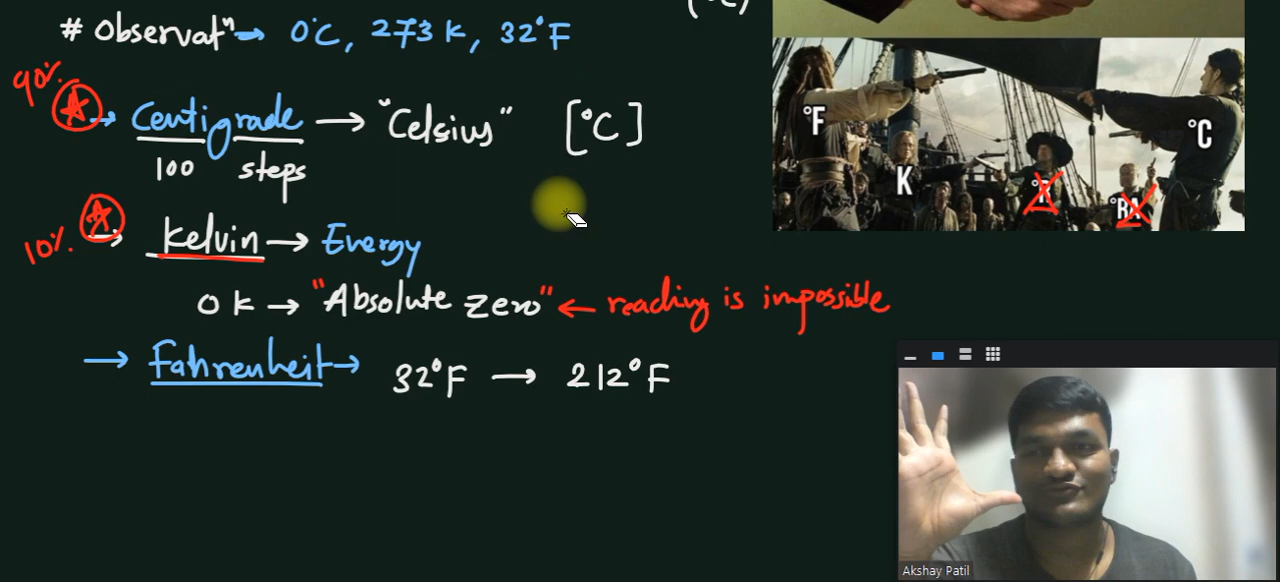 (°C)
# Observatⁿ → 0°C, 273 K, 32°F
90%
→ Centigrade → "Celsius" [°C]
100 steps
10%
→ Kelvin → Energy
0 K → "Absolute zero" ← reading is impossible
→ Fahrenheit → 32°F → 212°F
°F
K
°C
°RA
Akshay Patil